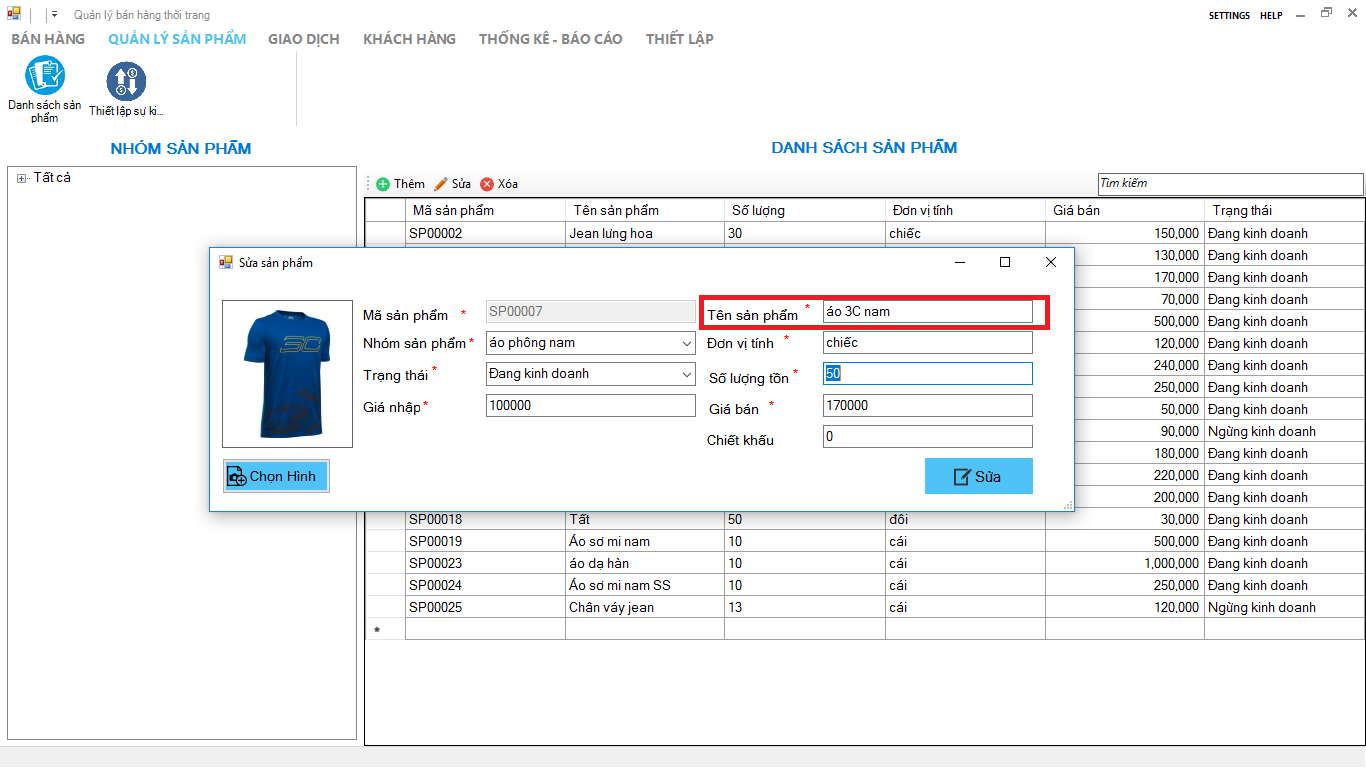 Quản lý bán hàng thời trang
SETTINGS HELP
BÁN HÀNG QUẢN LÝ SẢN PHẨM GIAO DỊCH KHÁCH HÀNG THỐNG KÊ - BÁO CÁO THIẾT LẬP
Danh sách sản phẩm
Thiết lập sự ki...
NHÓM SẢN PHẨM
DANH SÁCH SẢN PHẨM
Tất cả
Thêm Sửa Xóa
Tìm kiếm
Mã sản phẩm Tên sản phẩm Số lượng Đơn vị tính Giá bán Trạng thái
SP00002 Jean lưng hoa 30 chiếc 150,000 Đang kinh doanh
130,000 Đang kinh doanh
170,000 Đang kinh doanh
70,000 Đang kinh doanh
500,000 Đang kinh doanh
120,000 Đang kinh doanh
240,000 Đang kinh doanh
250,000 Đang kinh doanh
50,000 Đang kinh doanh
90,000 Ngừng kinh doanh
180,000 Đang kinh doanh
220,000 Đang kinh doanh
200,000 Đang kinh doanh
Sửa sản phẩm
3C
Mã sản phẩm * SP00007
Tên sản phẩm * áo 3C nam
Nhóm sản phẩm * áo phông nam
Đơn vị tính * chiếc
Trạng thái * Đang kinh doanh
Số lượng tồn * 50
Giá nhập * 100000
Giá bán * 170000
Chiết khấu 0
Chọn Hình
Sửa
SP00018 Tất 50 đôi 30,000 Đang kinh doanh
SP00019 Áo sơ mi nam 10 cái 500,000 Đang kinh doanh
SP00023 áo dạ hàn 10 cái 1,000,000 Đang kinh doanh
SP00024 Áo sơ mi nam SS 10 cái 250,000 Đang kinh doanh
SP00025 Chân váy jean 13 cái 120,000 Ngừng kinh doanh
*